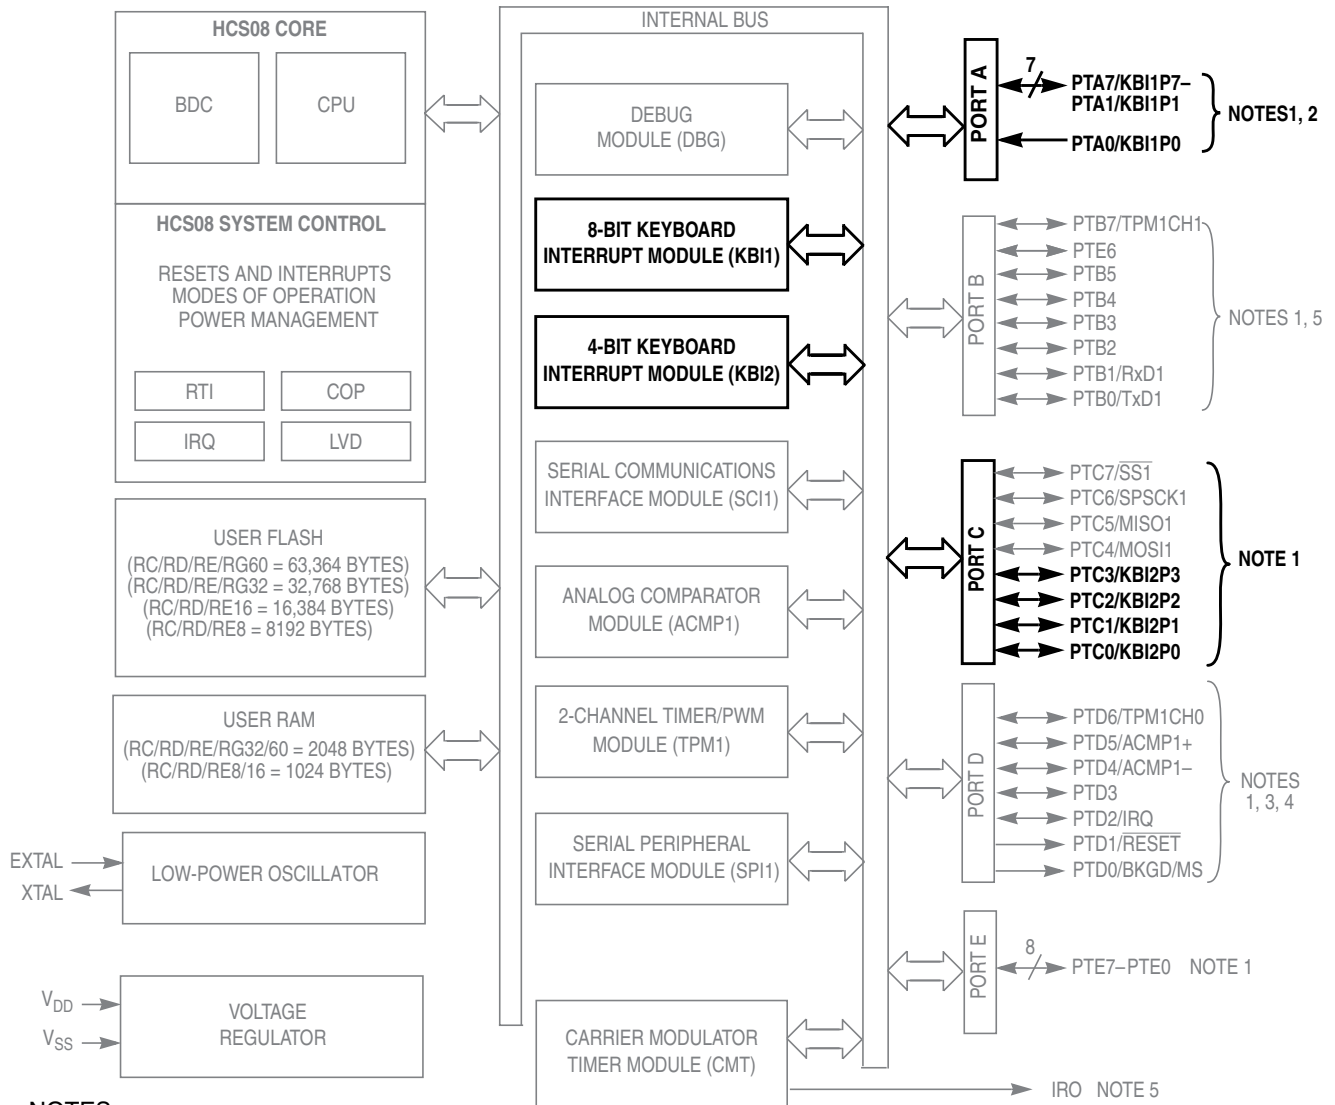 HCS08 CORE
BDC
CPU
HCS08 SYSTEM CONTROL
RESETS AND INTERRUPTS
MODES OF OPERATION
POWER MANAGEMENT
RTI
COP
IRQ
LVD
USER FLASH
(RC/RD/RE/RG60 = 63,364 BYTES)
(RC/RD/RE/RG32 = 32,768 BYTES)
(RC/RD/RE16 = 16,384 BYTES)
(RC/RD/RE8 = 8192 BYTES)
USER RAM
(RC/RD/RE/RG32/60 = 2048 BYTES)
(RC/RD/RE8/16 = 1024 BYTES)
EXTAL
XTAL
LOW-POWER OSCILLATOR
VDD
VSS
VOLTAGE
REGULATOR
INTERNAL BUS
DEBUG
MODULE (DBG)
8-BIT KEYBOARD
INTERRUPT MODULE (KBI1)
4-BIT KEYBOARD
INTERRUPT MODULE (KBI2)
SERIAL COMMUNICATIONS
INTERFACE MODULE (SCI1)
ANALOG COMPARATOR
MODULE (ACMP1)
2-CHANNEL TIMER/PWM
MODULE (TPM1)
SERIAL PERIPHERAL
INTERFACE MODULE (SPI1)
CARRIER MODULATOR
TIMER MODULE (CMT)
PORT A
7
PTA7/KBI1P7–
PTA1/KBI1P1
PTA0/KBI1P0
NOTES1, 2
PORT B
PTB7/TPM1CH1
PTE6
PTB5
PTB4
PTB3
PTB2
PTB1/RxD1
PTB0/TxD1
NOTES 1, 5
PORT C
PTC7/SS1
PTC6/SPSCK1
PTC5/MISO1
PTC4/MOSI1
PTC3/KBI2P3
PTC2/KBI2P2
PTC1/KBI2P1
PTC0/KBI2P0
NOTE 1
PORT D
PTD6/TPM1CH0
PTD5/ACMP1+
PTD4/ACMP1–
PTD3
PTD2/IRQ
PTD1/RESET
PTD0/BKGD/MS
NOTES
1, 3, 4
PORT E
8
PTE7–PTE0 NOTE 1
IRO NOTE 5